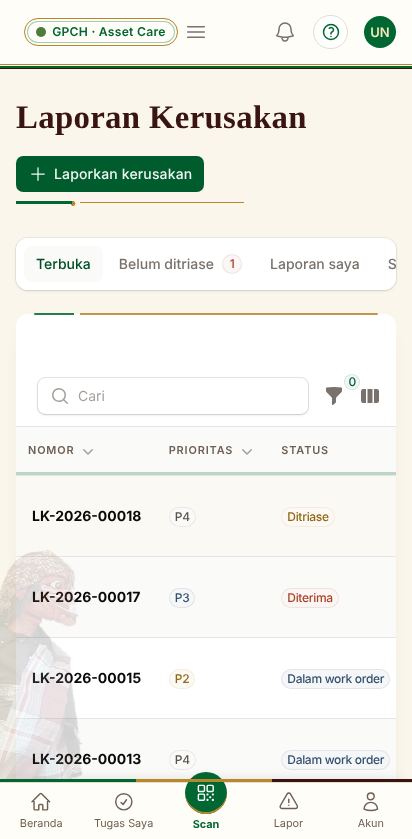 GPCH · Asset Care
UN
Laporan Kerusakan
Laporkan kerusakan
Terbuka
Belum ditriase 1
Laporan saya
S
Cari
0
NOMOR PRIORITAS STATUS
LK-2026-00018 P4 Ditriase
LK-2026-00017 P3 Diterima
LK-2026-00015 P2 Dalam work order
LK-2026-00013 P4 Dalam work order
Beranda Tugas Saya Scan Lapor Akun